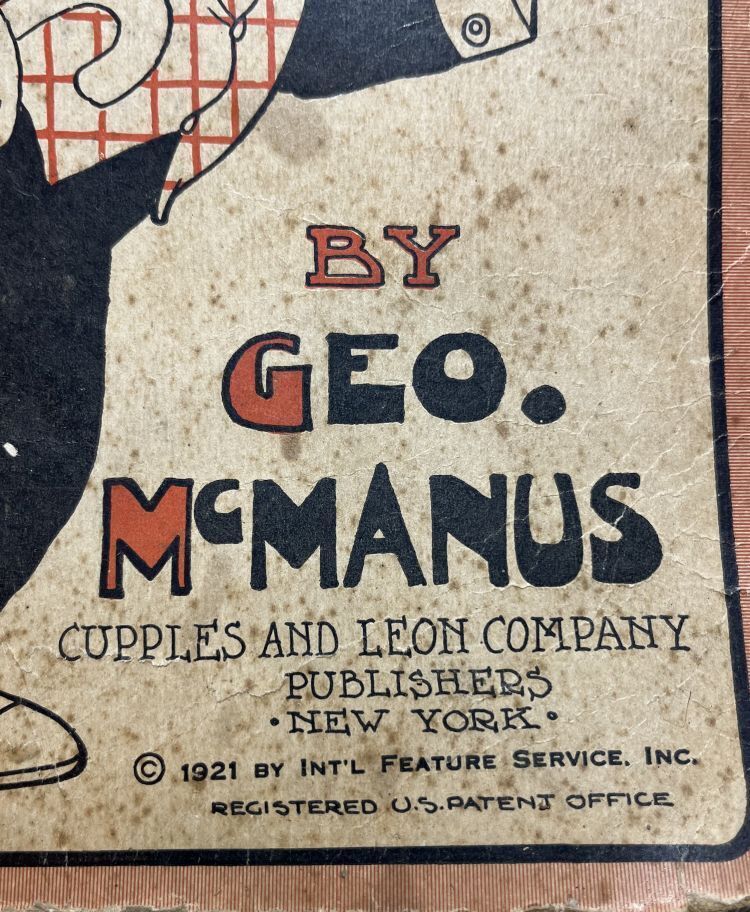 BY
GEO.
McMANUS
CUPPLES AND LEON COMPANY
PUBLISHERS
•NEW YORK•
© 1921 BY INT'L FEATURE SERVICE, INC.
REGISTERED U.S. PATENT OFFICE